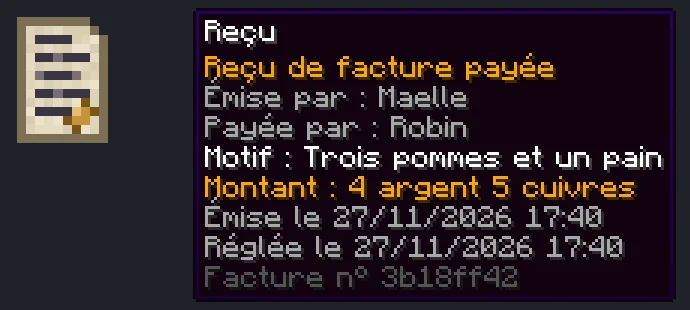 Reçu
Reçu de facture payée
Émise par : Maelle
Payée par : Robin
Motif : Trois pommes et un pain
Montant : 4 argent 5 cuivres
Émise le 27/11/2026 17:40
Réglée le 27/11/2026 17:40
Facture n° 3b18ff42